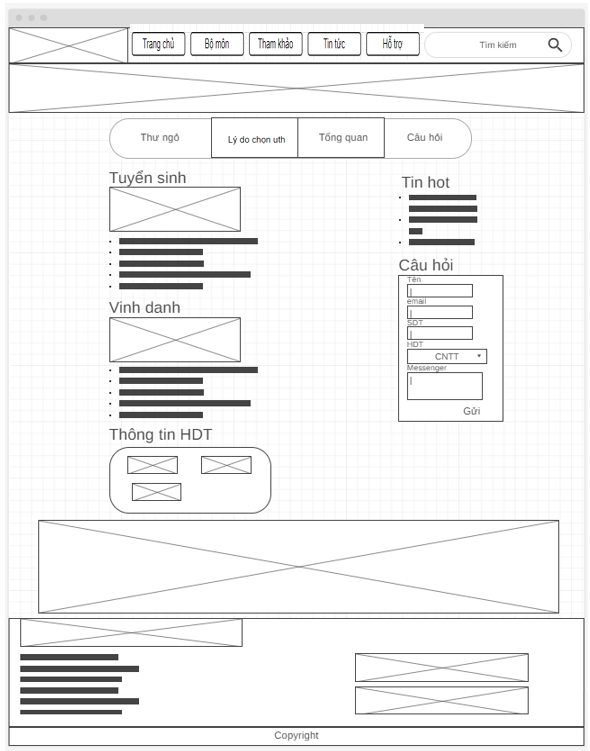 Trang chủ
Bộ môn
Tham khảo
Tin tức
Hỗ trợ
Tìm kiếm
Thư ngỏ
Lý do chọn uth
Tổng quan
Câu hỏi
Tuyển sinh
Tin hot
Câu hỏi
Tên
email
SDT
HDT
CNTT
Messenger
Gửi
Vinh danh
Thông tin HDT
Copyright